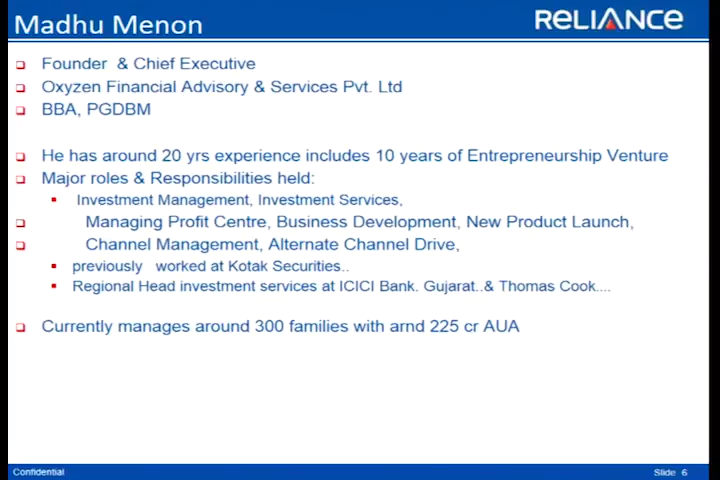 Madhu Menon
RELIANCE
Founder & Chief Executive
Oxyzen Financial Advisory & Services Pvt. Ltd
BBA, PGDBM
He has around 20 yrs experience includes 10 years of Entrepreneurship Venture
Major roles & Responsibilities held:
Investment Management, Investment Services,
Managing Profit Centre, Business Development, New Product Launch,
Channel Management, Alternate Channel Drive,
previously worked at Kotak Securities..
Regional Head investment services at ICICI Bank. Gujarat..& Thomas Cook....
Currently manages around 300 families with arnd 225 cr AUA
Confidential
Slide 6